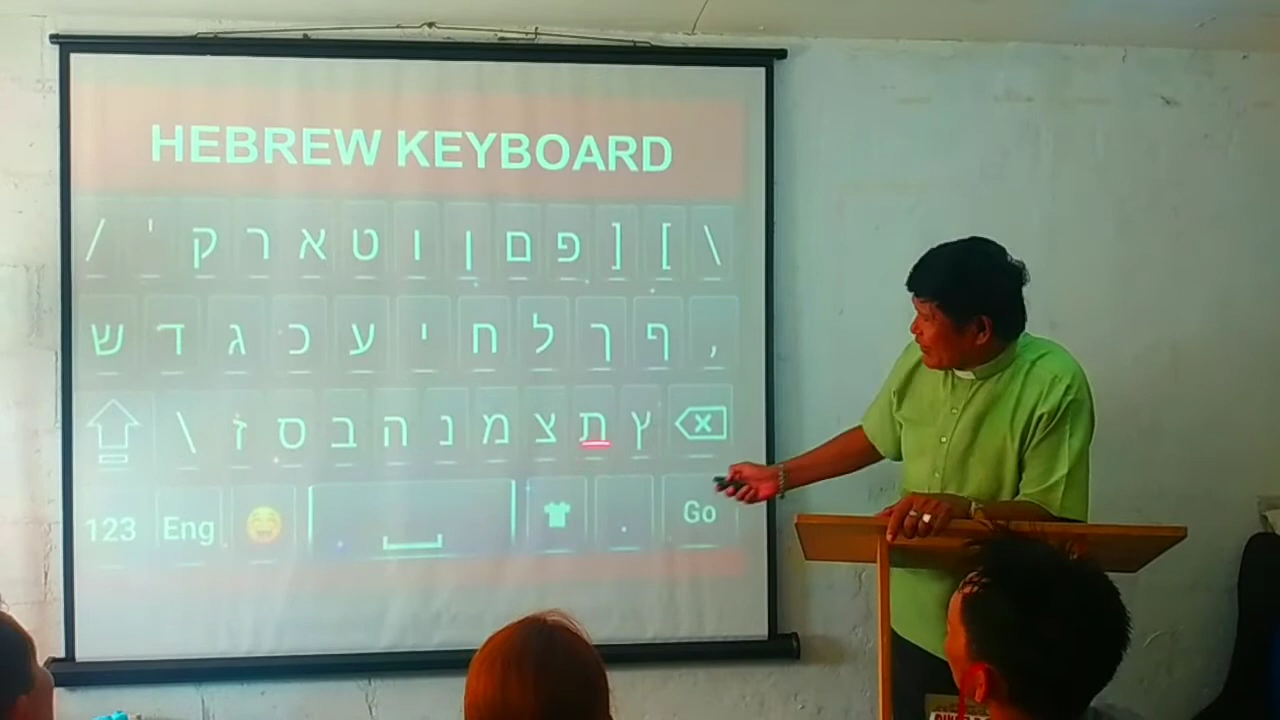 HEBREW KEYBOARD
/ ' ק ר א ט ו ן ם פ ] [ \
ש ד ג כ ע י ח ל ך ף ,
\ ז ס ב ה נ מ צ ת ץ
123 Eng . Go